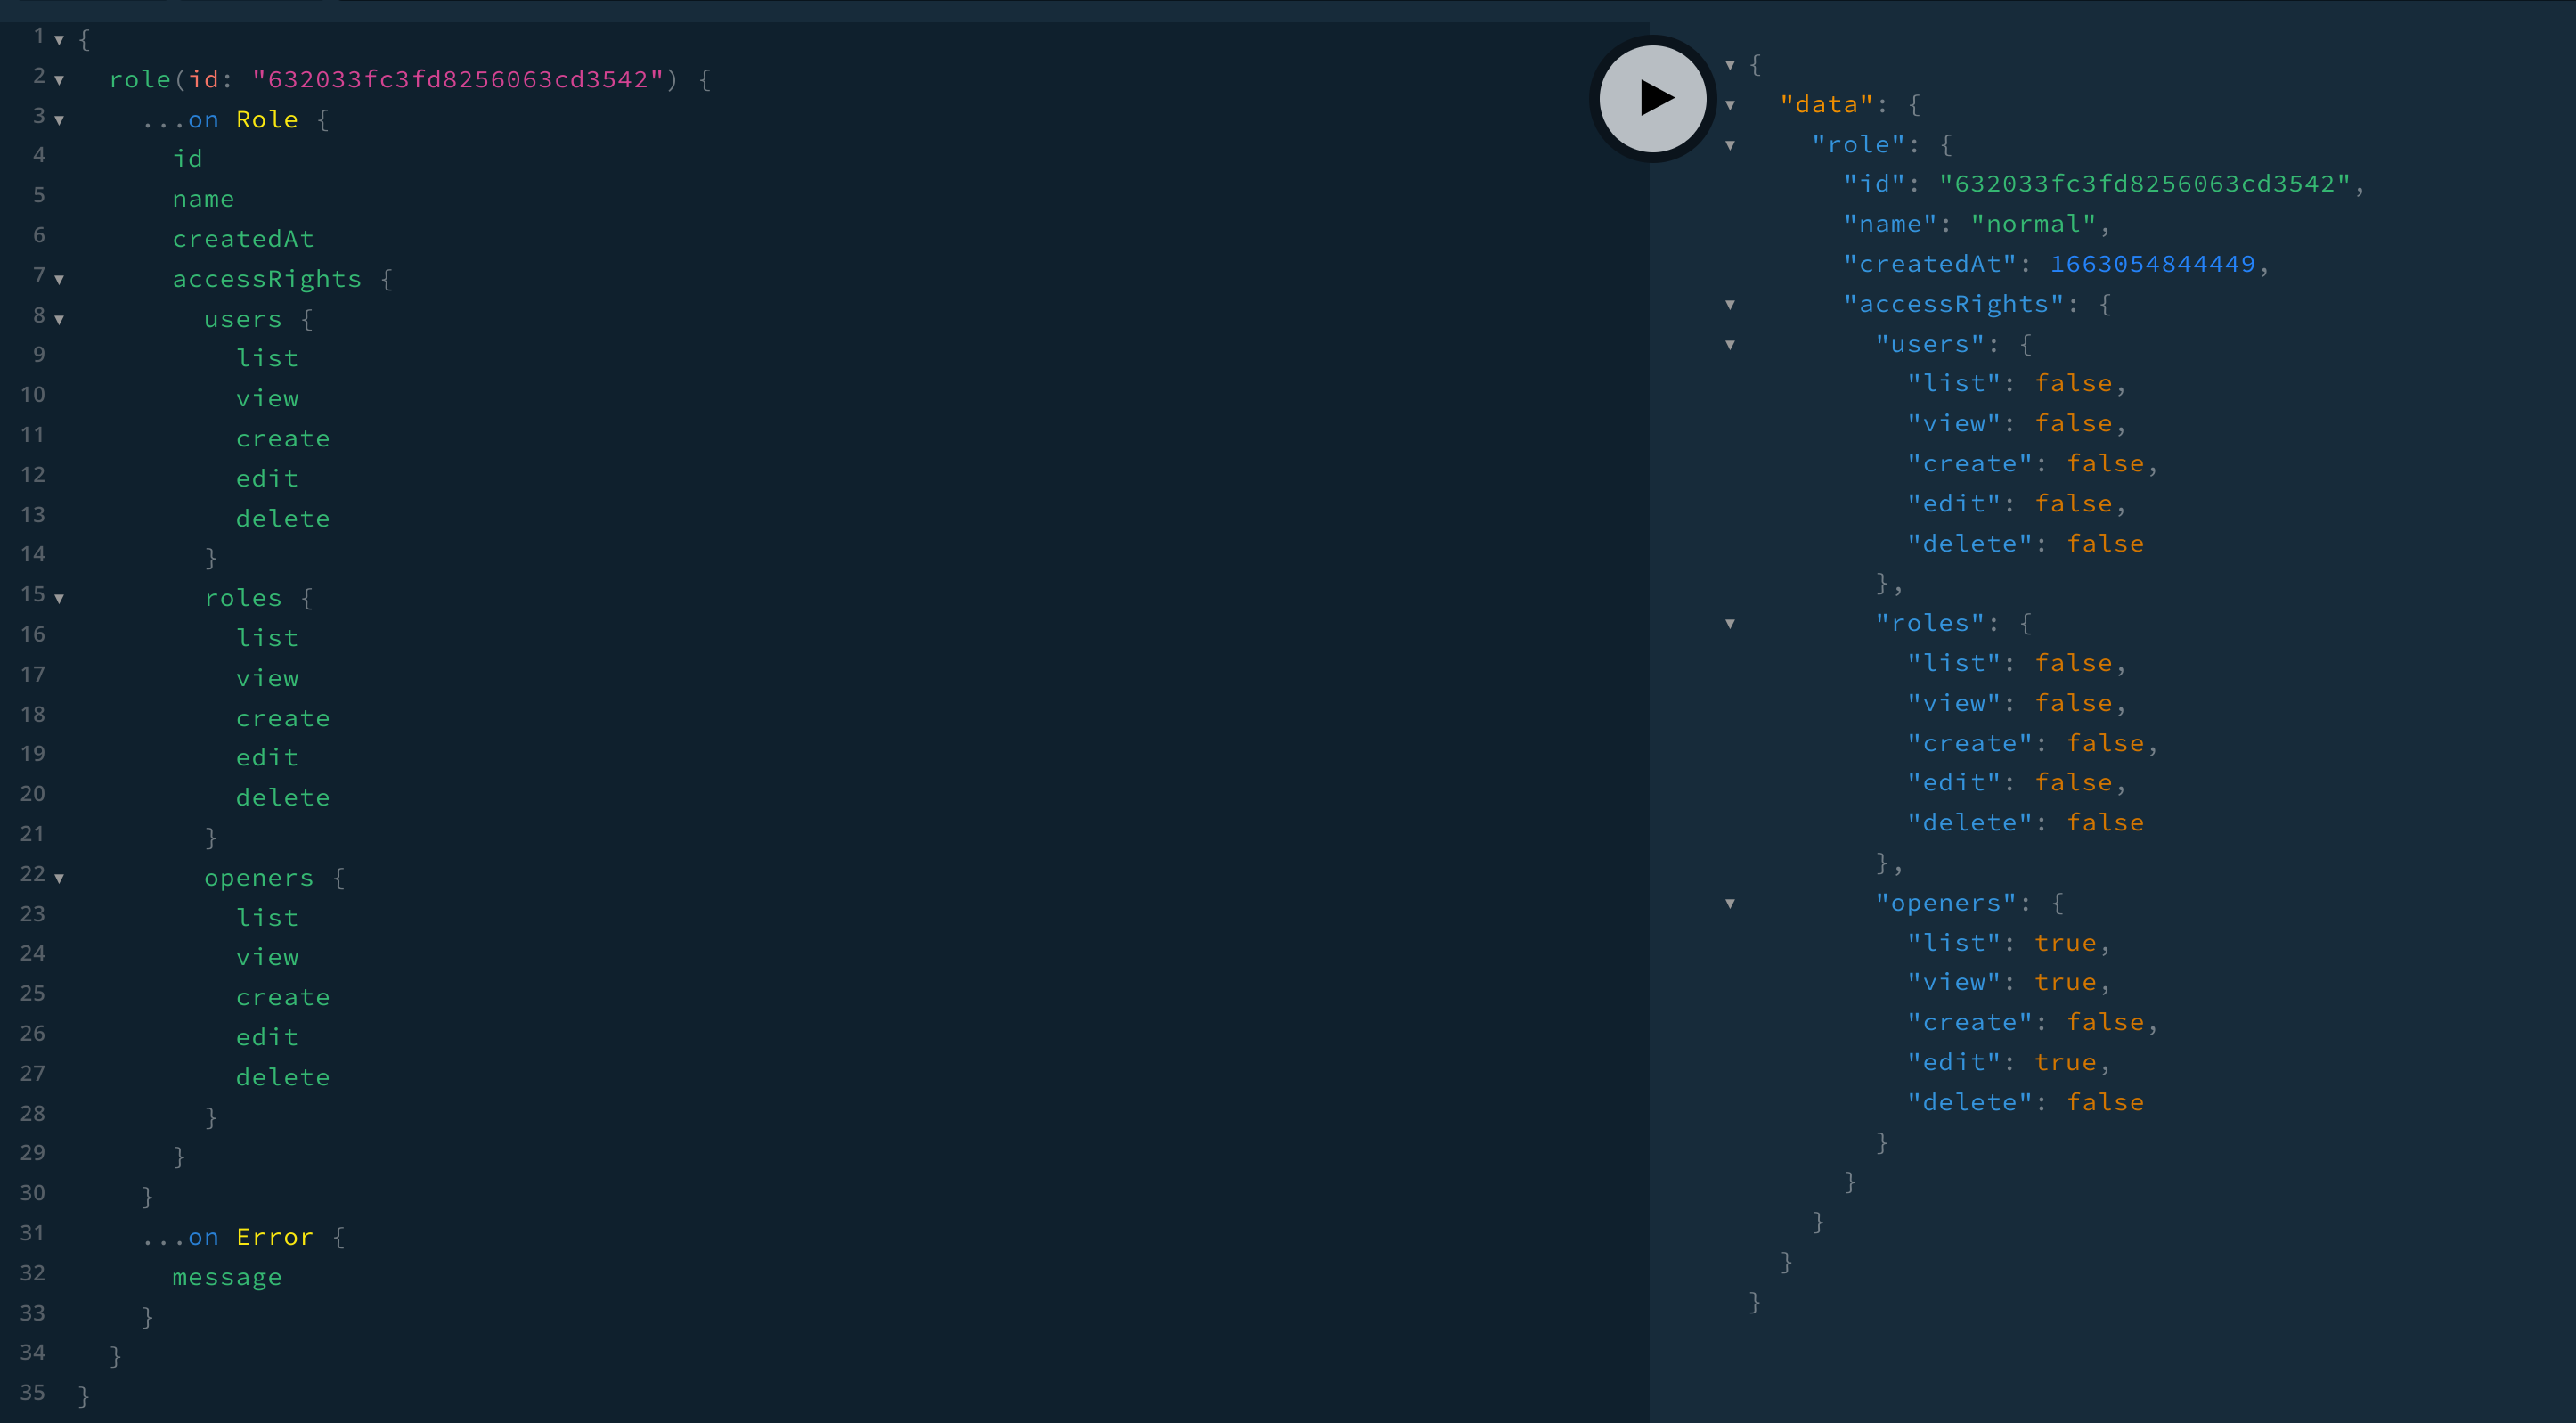 1 {
2 role(id: "632033fc3fd8256063cd3542") {
3 ...on Role {
4 id
5 name
6 createdAt
7 accessRights {
8 users {
9 list
10 view
11 create
12 edit
13 delete
14 }
15 roles {
16 list
17 view
18 create
19 edit
20 delete
21 }
22 openers {
23 list
24 view
25 create
26 edit
27 delete
28 }
29 }
30 }
31 ...on Error {
32 message
33 }
34 }
35 }
{
"data": {
"role": {
"id": "632033fc3fd8256063cd3542",
"name": "normal",
"createdAt": 1663054844449,
"accessRights": {
"users": {
"list": false,
"view": false,
"create": false,
"edit": false,
"delete": false
},
"roles": {
"list": false,
"view": false,
"create": false,
"edit": false,
"delete": false
},
"openers": {
"list": true,
"view": true,
"create": false,
"edit": true,
"delete": false
}
}
}
}
}